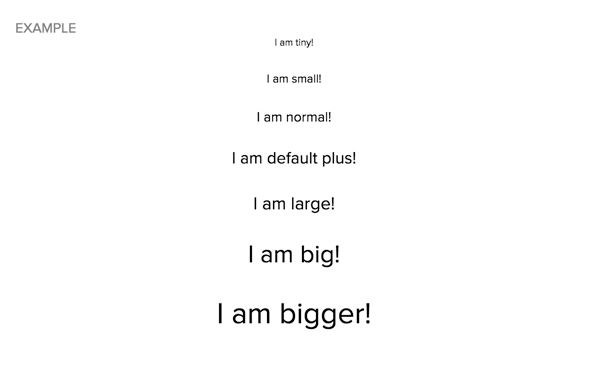 EXAMPLE
I am tiny!
I am small!
I am normal!
I am default plus!
I am large!
I am big!
I am bigger!